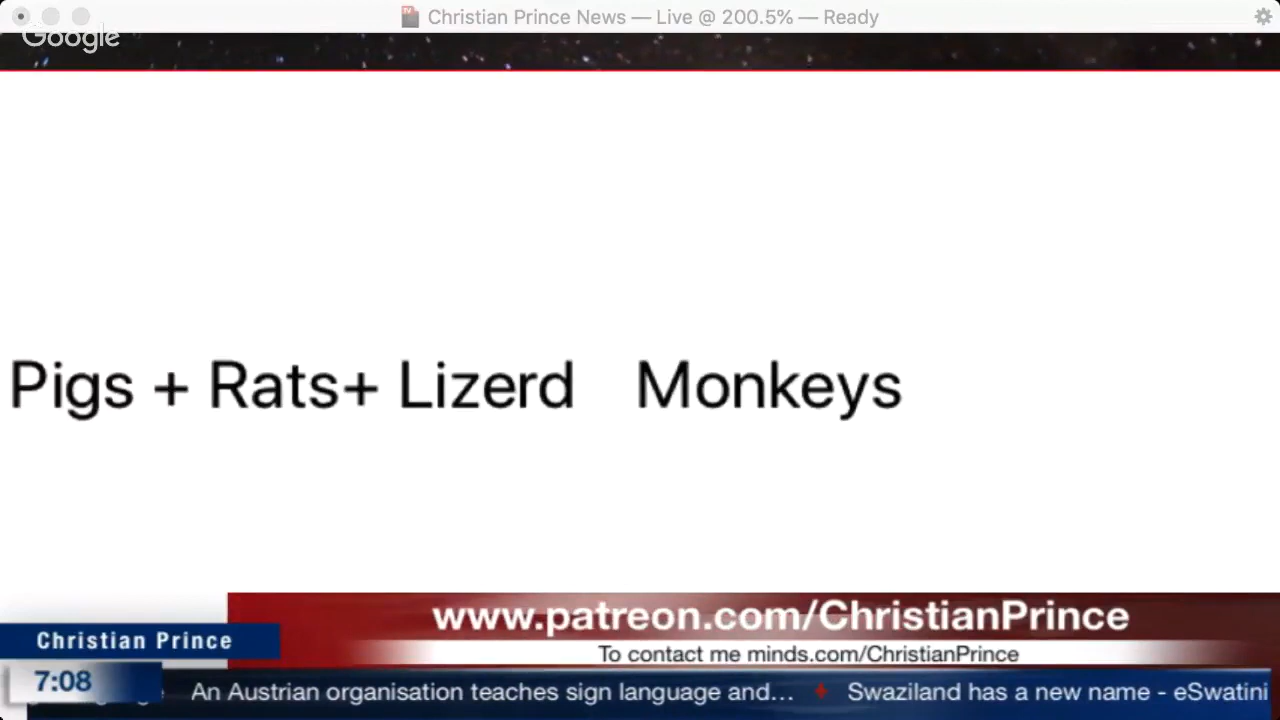 Christian Prince News — Live @ 200.5% — Ready
Google
Pigs + Rats+ Lizerd Monkeys
www.patreon.com/ChristianPrince
Christian Prince
To contact me minds.com/ChristianPrince
7:08
An Austrian organisation teaches sign language and... Swaziland has a new name - eSwatini